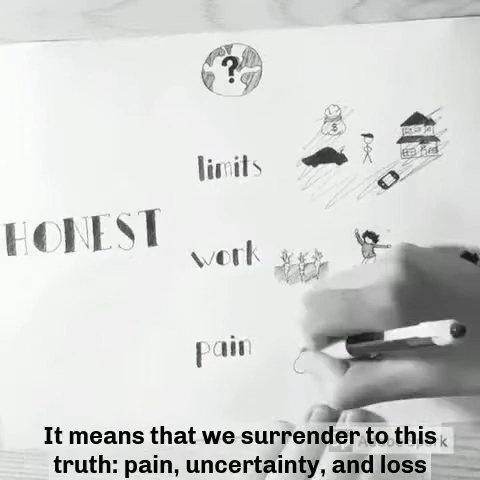 ?
$
limits
HONEST
work
pain
It means that we surrender to this
truth: pain, uncertainty, and loss